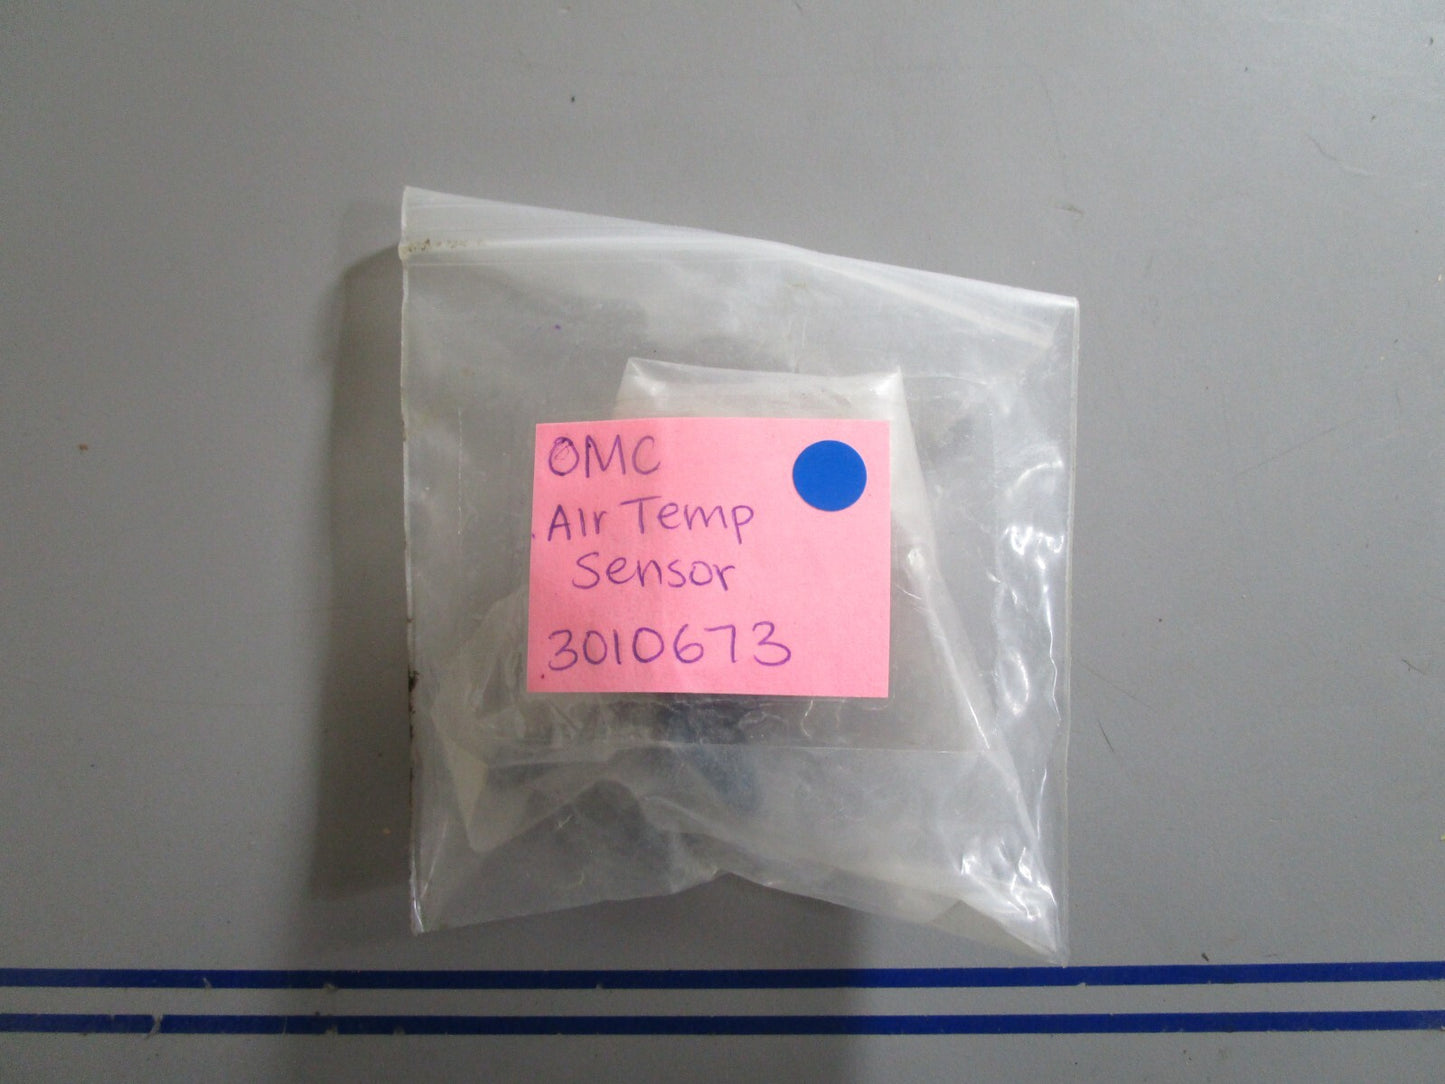 OMC
Air Temp
Sensor
3010673